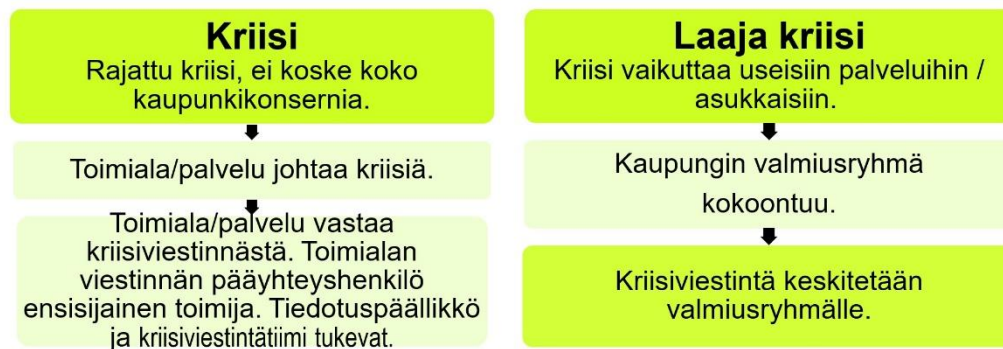 Kriisi
Rajattu kriisi, ei koske koko
kaupunkikonsernia.
Toimiala/palvelu johtaa kriisiä.
Toimiala/palvelu vastaa
kriisiviestinnästä. Toimialan
viestinnän pääyhteyshenkilö
ensisijainen toimija. Tiedotuspäällikkö
ja kriisiviestintätiimi tukevat.
Laaja kriisi
Kriisi vaikuttaa useisiin palveluihin /
asukkaisiin.
Kaupungin valmiusryhmä
kokoontuu.
Kriisiviestintä keskitetään
valmiusryhmälle.